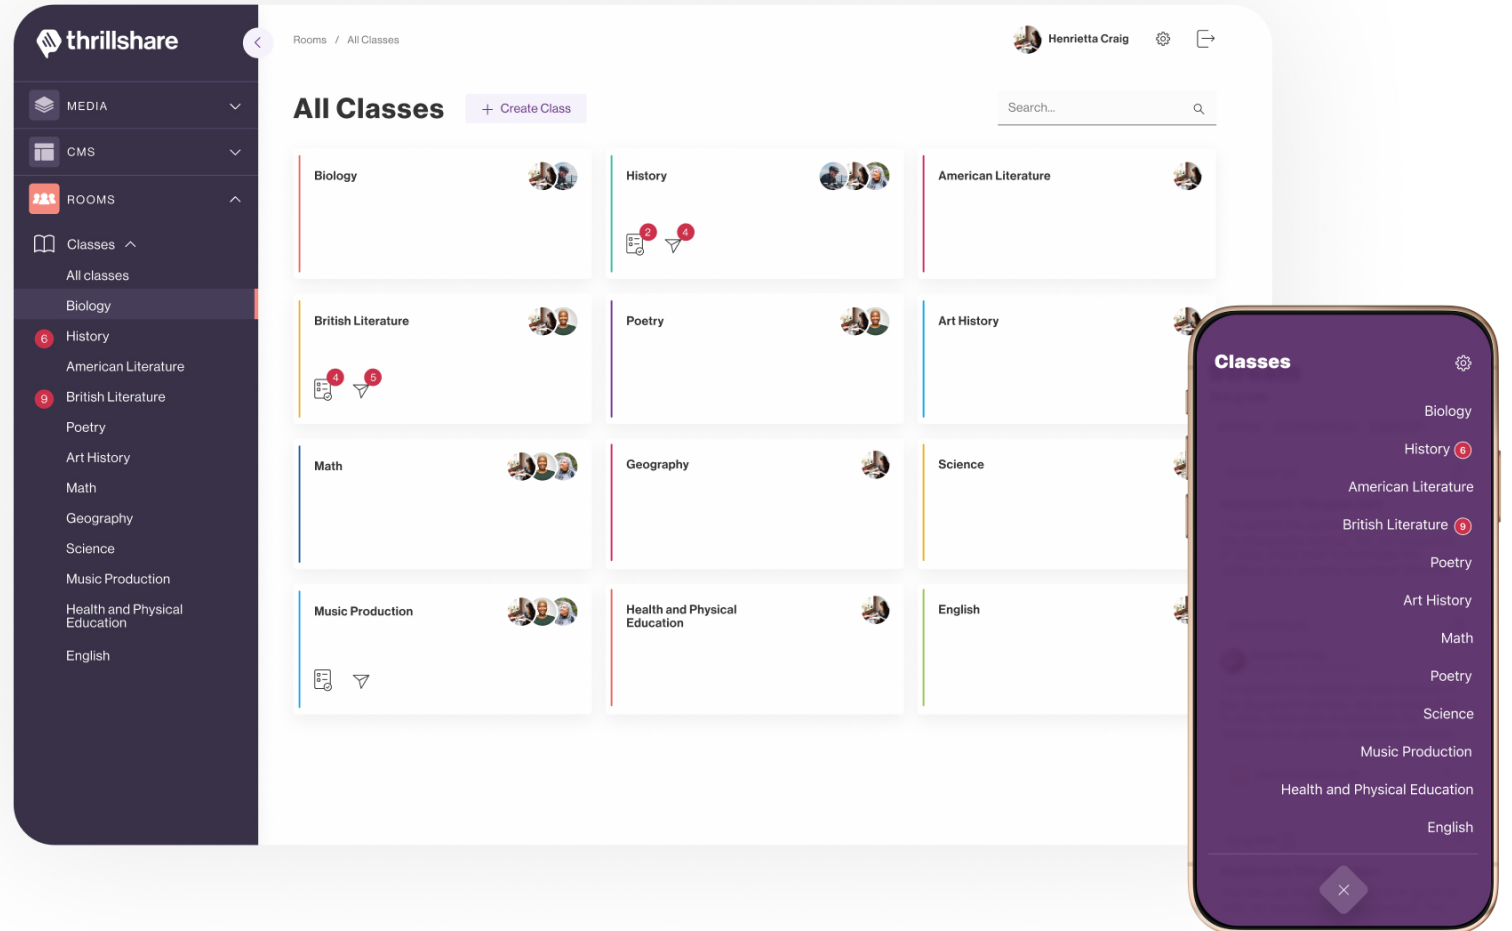 thrillshare
MEDIA
CMS
ROOMS
Classes
All classes
Biology
6 History
American Literature
9 British Literature
Poetry
Art History
Math
Geography
Science
Music Production
Health and Physical
Education
English
Rooms / All Classes
Henrietta Craig
All Classes
+ Create Class
Search...
Biology
History
2 4
American Literature
British Literature
4 5
Poetry
Art History
Math
Geography
Science
Music Production
Health and Physical
Education
English
Classes
Biology
History 6
American Literature
British Literature 9
Poetry
Art History
Math
Poetry
Science
Music Production
Health and Physical Education
English